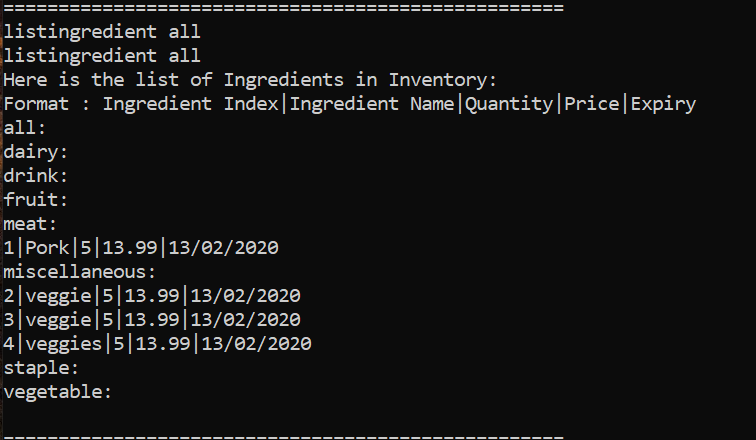 ====================================================
listingredient all
listingredient all
Here is the list of Ingredients in Inventory:
Format : Ingredient Index|Ingredient Name|Quantity|Price|Expiry
all:
dairy:
drink:
fruit:
meat:
1|Pork|5|13.99|13/02/2020
miscellaneous:
2|veggie|5|13.99|13/02/2020
3|veggie|5|13.99|13/02/2020
4|veggies|5|13.99|13/02/2020
staple:
vegetable:
====================================================